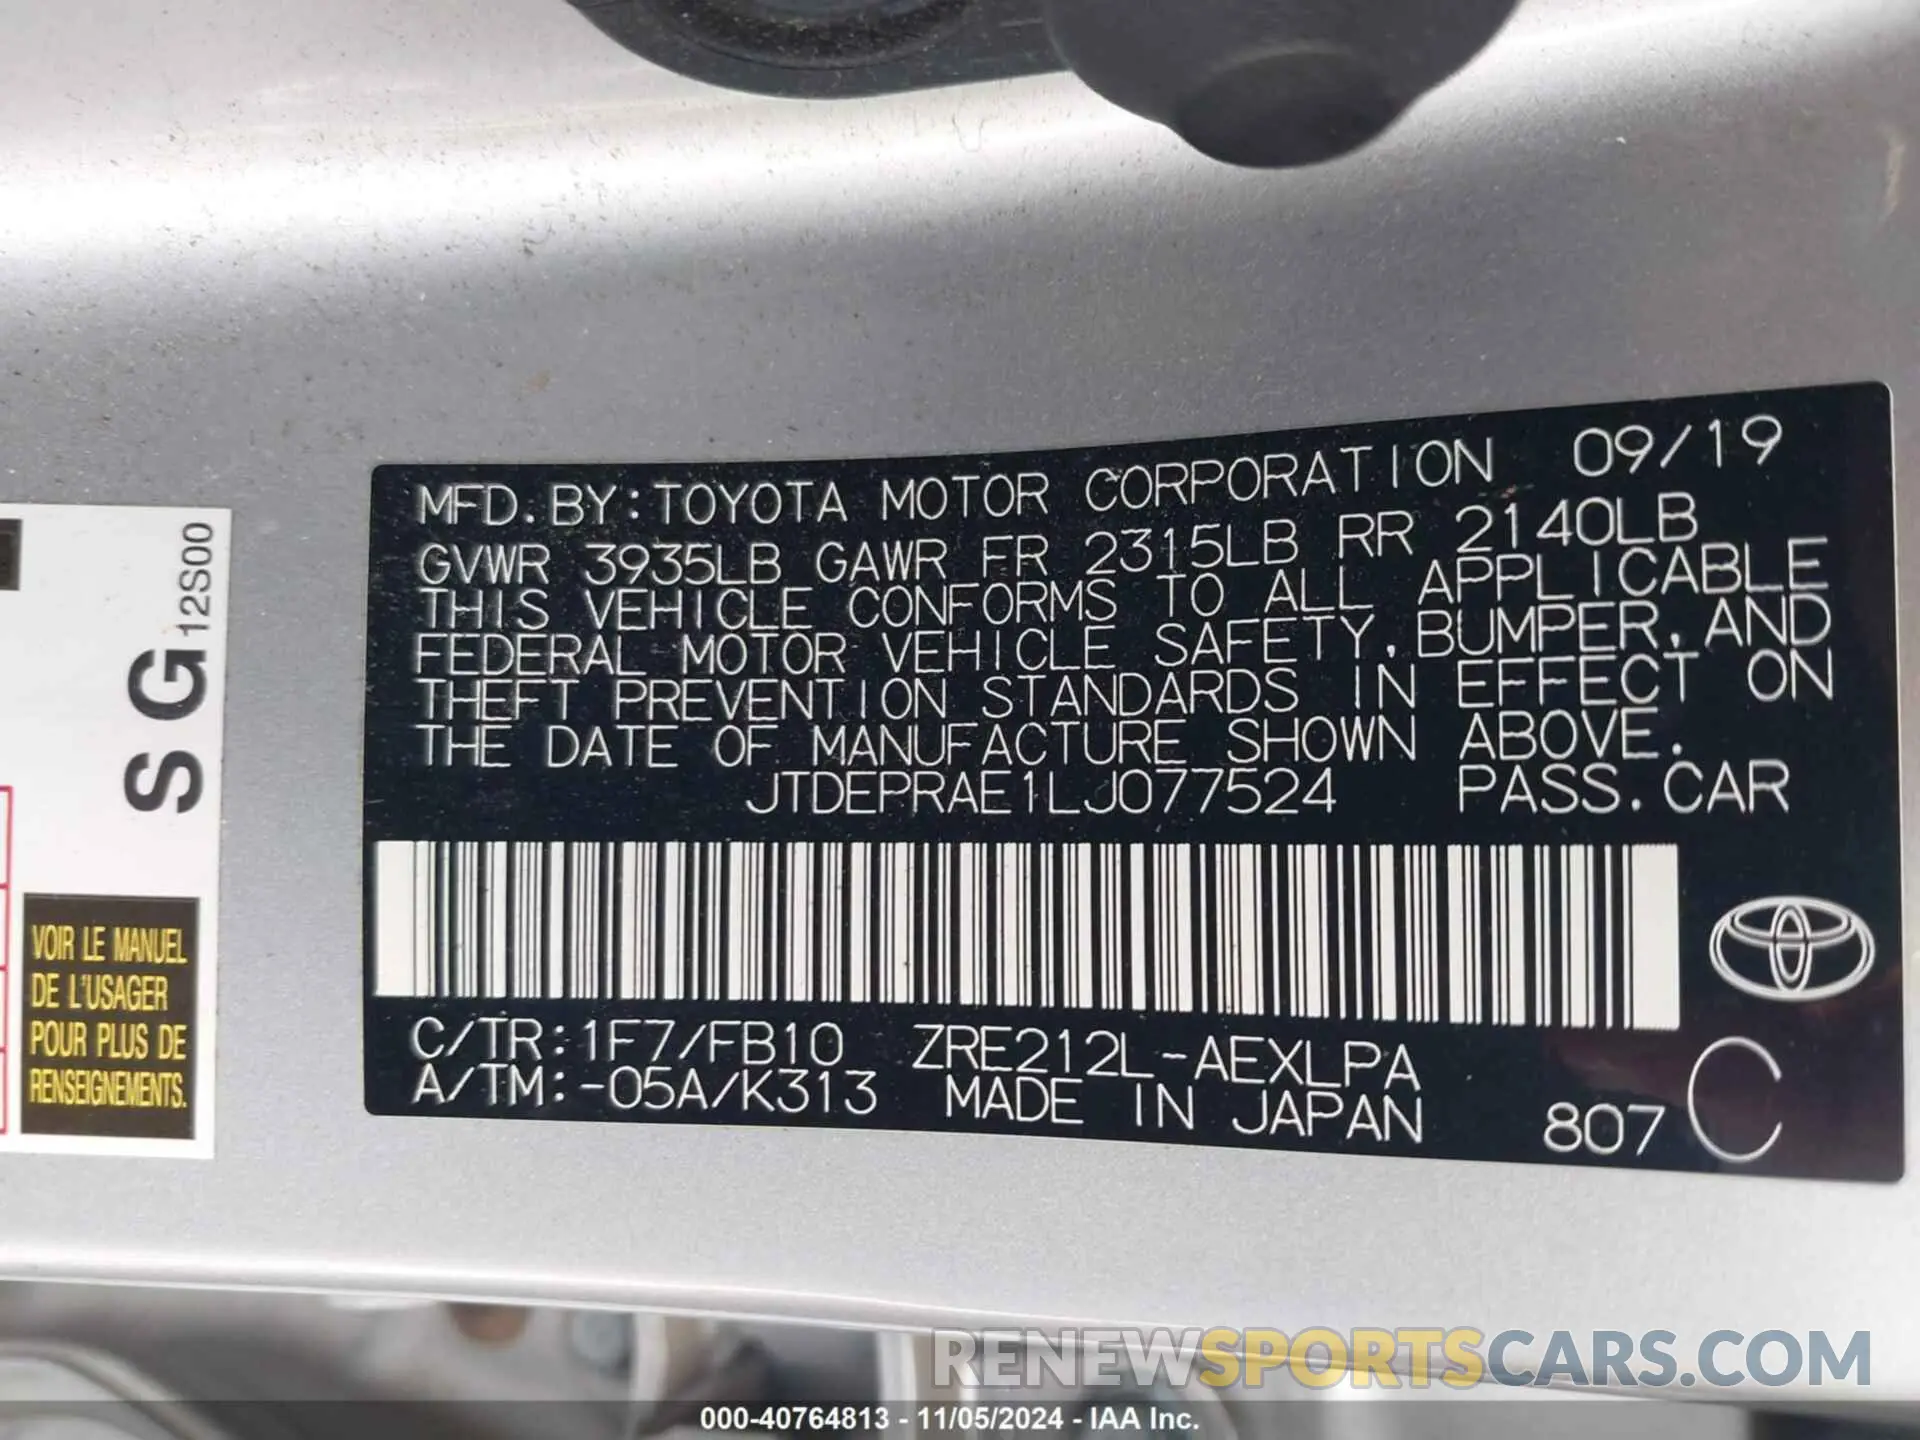 MFD. BY: TOYOTA MOTOR CORPORATION 09/19
GVWR 3935LB GAWR FR 2315LB RR 2140LB
THIS VEHICLE CONFORMS TO ALL APPLICABLE
FEDERAL MOTOR VEHICLE SAFETY, BUMPER, AND
THEFT PREVENTION STANDARDS IN EFFECT ON
THE DATE OF MANUFACTURE SHOWN ABOVE.
JTDEPRAE1LJ077524 PASS. CAR
C/TR: 1F7/FB10 ZRE212L-AEXLPA
A/TM: -05A/K313 MADE IN JAPAN 807 C
S G 12S00
VOIR LE MANUEL
DE L'USAGER
POUR PLUS DE
RENSEIGNEMENTS.
RENEWSPORTSCARS.COM
000-40764813 - 11/05/2024 - IAA Inc.